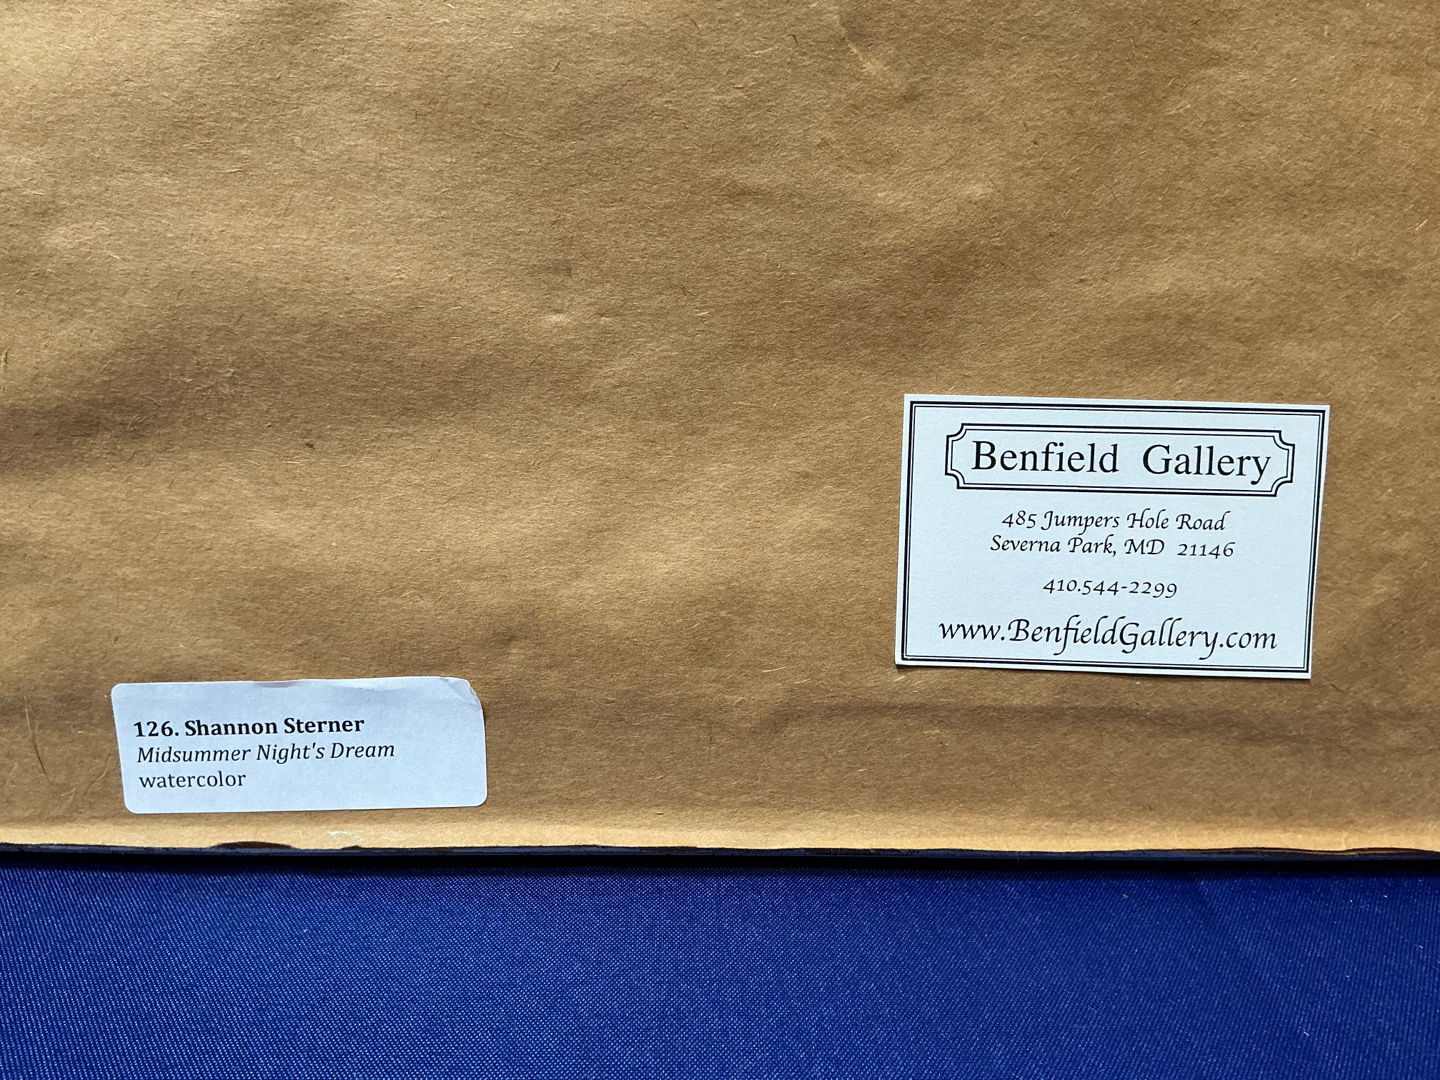 Benfield Gallery
485 Jumpers Hole Road
Severna Park, MD 21146
410.544-2299
www.BenfieldGallery.com
126. Shannon Sterner
Midsummer Night's Dream
watercolor